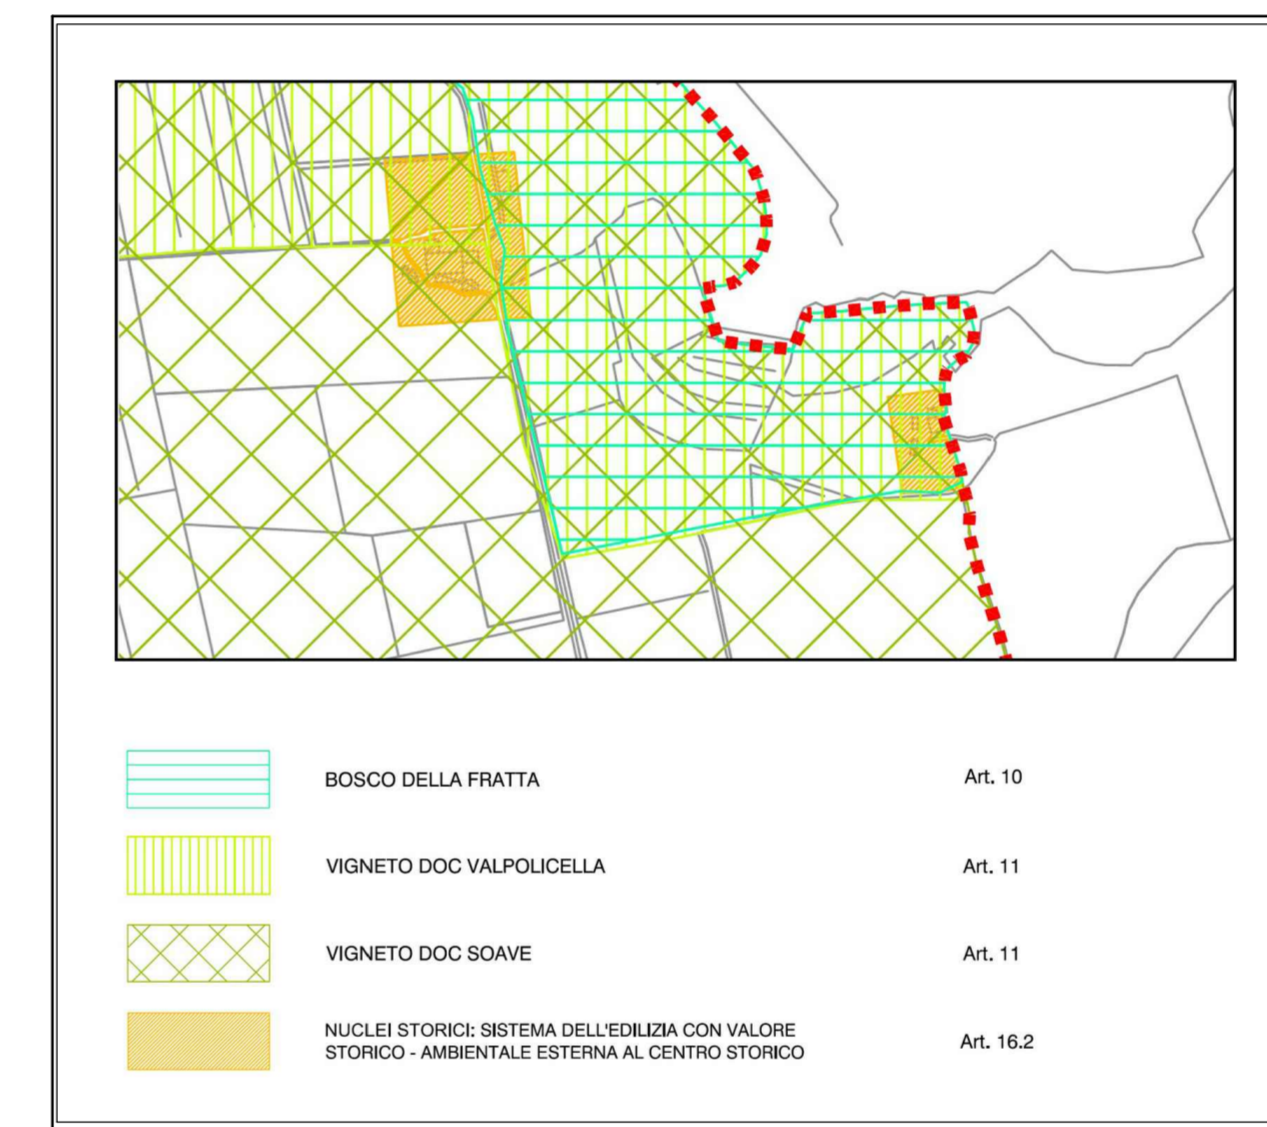 BOSCO DELLA FRATTA Art. 10
VIGNETO DOC VALPOLICELLA Art. 11
VIGNETO DOC SOAVE Art. 11
NUCLEI STORICI: SISTEMA DELL'EDILIZIA CON VALORE
STORICO - AMBIENTALE ESTERNA AL CENTRO STORICO Art. 16.2